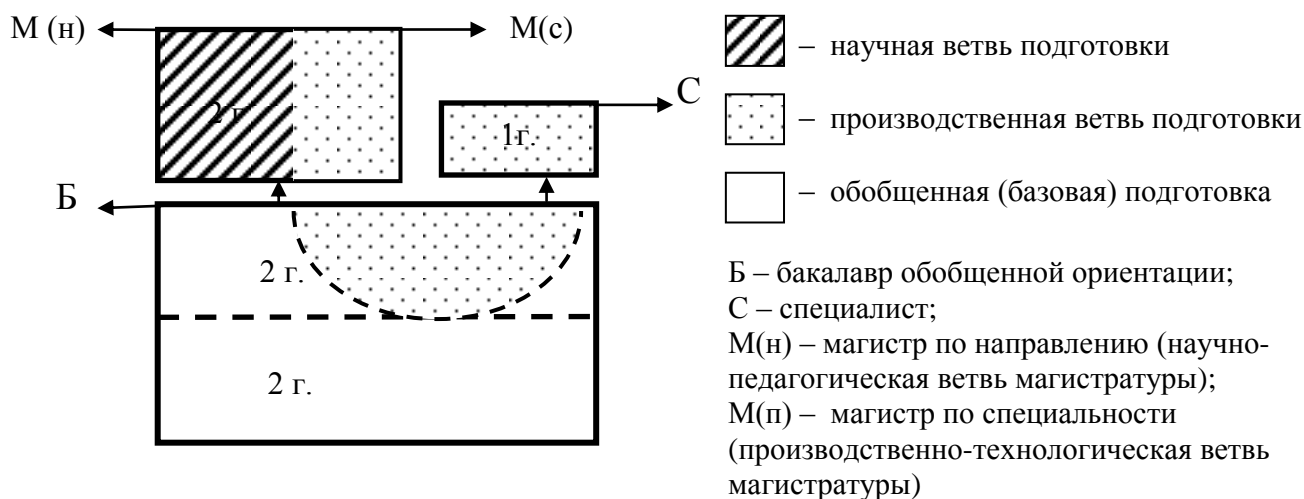 М (н)
М(с)
2 г.
С
1г.
Б
2 г.
2 г.
– научная ветвь подготовки
– производственная ветвь подготовки
– обобщенная (базовая) подготовка
Б – бакалавр обобщенной ориентации;
С – специалист;
М(н) – магистр по направлению (научно-
педагогическая ветвь магистратуры);
М(п) – магистр по специальности
(производственно-технологическая ветвь
магистратуры)